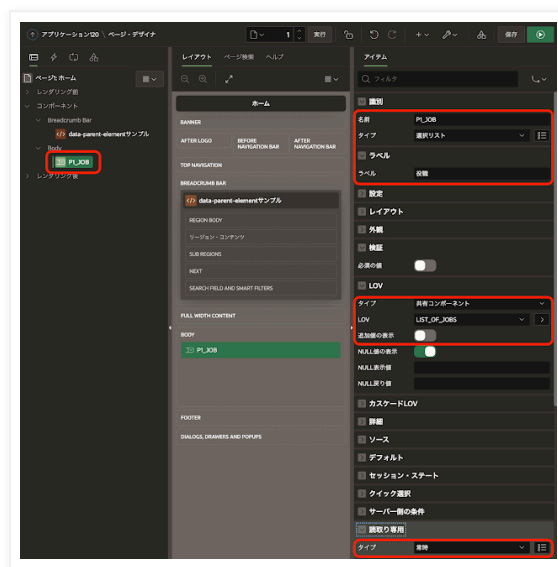 アプリケーション120 \ ページ・デザイナ
1
実行
保存
ページ1: ホーム
レンダリング前
コンポーネント
Breadcrumb Bar
data-parent-elementサンプル
Body
P1_JOB
レンダリング後
レイアウト
ページ検索
ヘルプ
ホーム
BANNER
AFTER LOGO
BEFORE NAVIGATION BAR
AFTER NAVIGATION BAR
TOP NAVIGATION
BREADCRUMB BAR
data-parent-elementサンプル
REGION BODY
リージョン・コンテンツ
SUB REGIONS
NEXT
SEARCH FIELD AND SMART FILTERS
FULL WIDTH CONTENT
BODY
P1_JOB
FOOTER
DIALOGS, DRAWERS AND POPUPS
アイテム
フィルタ
識別
名前 P1_JOB
タイプ 選択リスト
ラベル
ラベル 役職
設定
レイアウト
外観
検証
必須の値
LOV
タイプ 共有コンポーネント
LOV LIST_OF_JOBS
追加値の表示
NULL値の表示
NULL表示値
NULL戻り値
カスケードLOV
詳細
ソース
デフォルト
セッション・ステート
クイック選択
サーバー側の条件
読取り専用
タイプ 常時